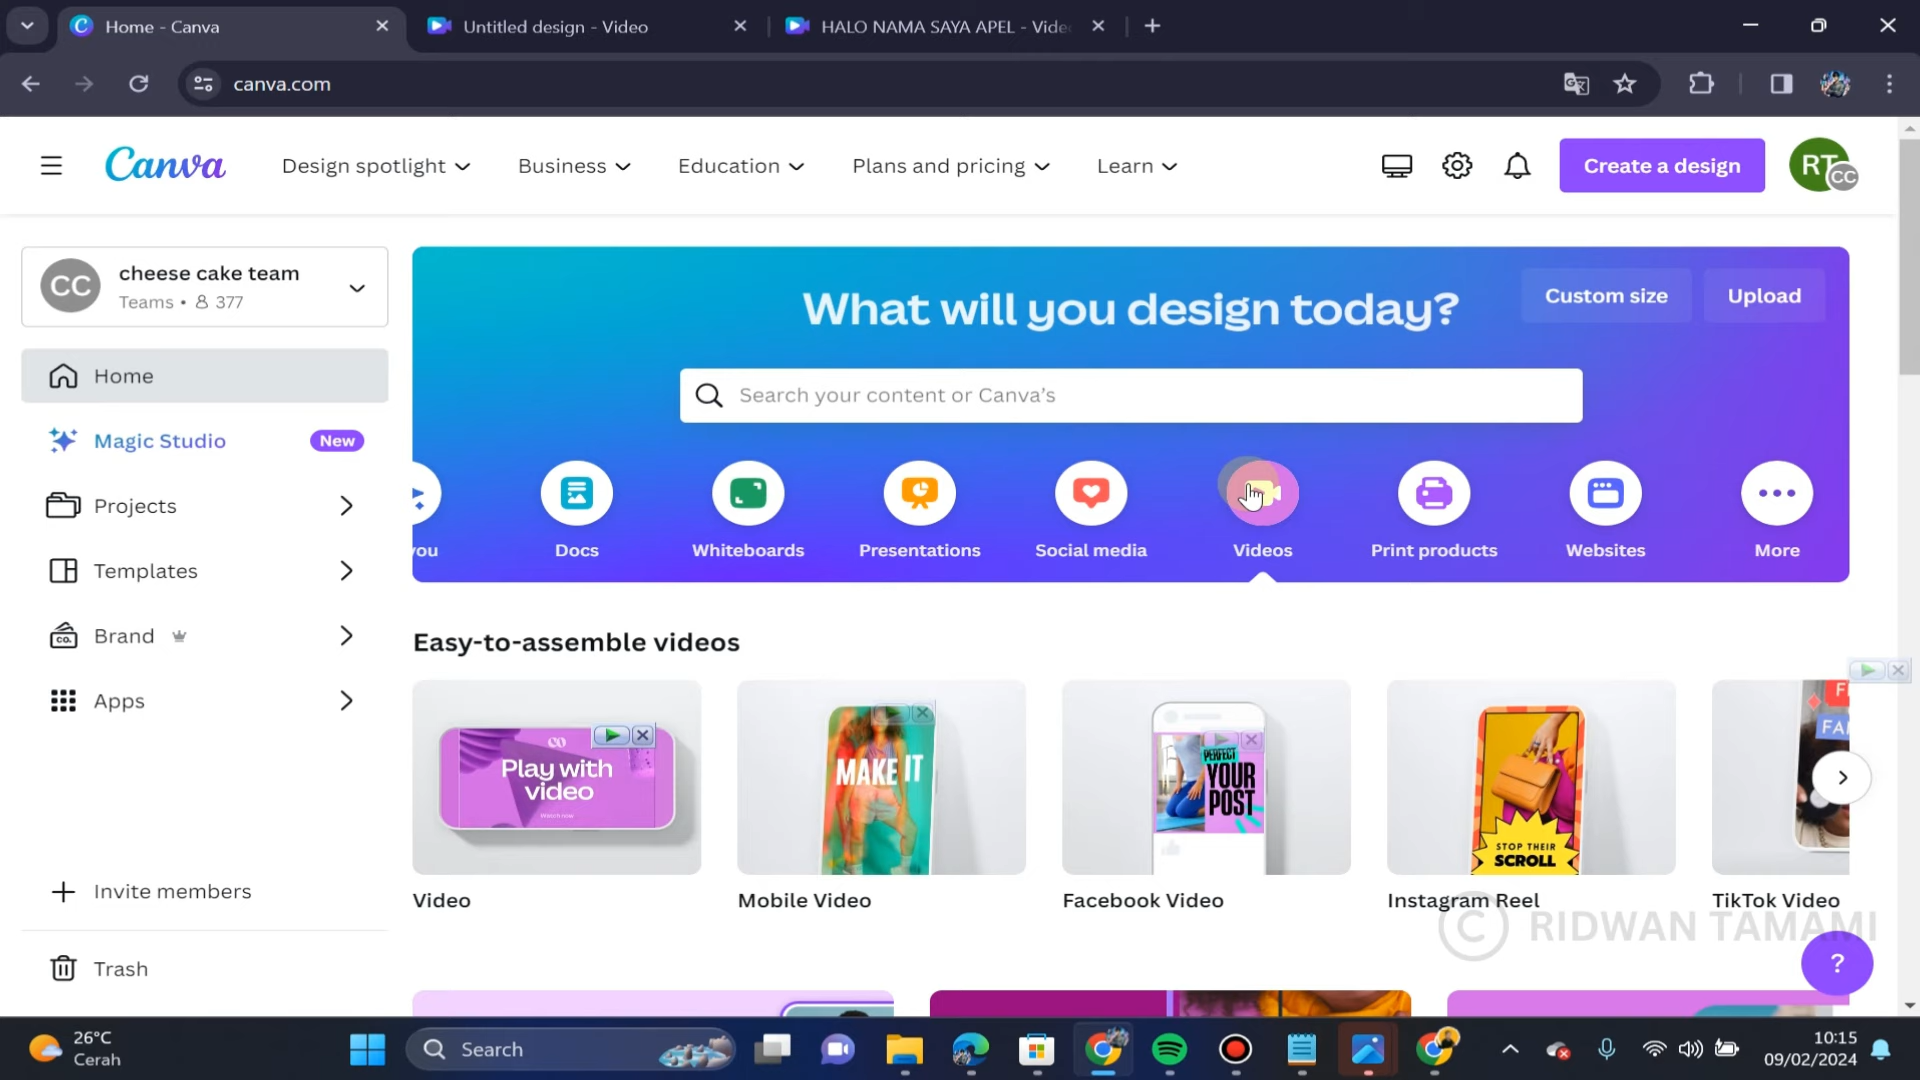 Home - Canva
Untitled design - Video
HALO NAMA SAYA APEL - Vide
canva.com
Canva
Design spotlight
Business
Education
Plans and pricing
Learn
Create a design
RT
CC
CC
cheese cake team
Teams • 377
Home
Magic Studio
New
Projects
Templates
Brand
Apps
Invite members
Trash
What will you design today?
Custom size
Upload
Search your content or Canva's
you
Docs
Whiteboards
Presentations
Social media
Videos
Print products
Websites
More
Easy-to-assemble videos
Play with
video
Watch now
MAKE IT
PERFECT
YOUR
POST
STOP THEIR
SCROLL
Video
Mobile Video
Facebook Video
Instagram Reel
TikTok Video
© RIDWAN TAMAMI
?
26°C
Cerah
Search
10:15
09/02/2024